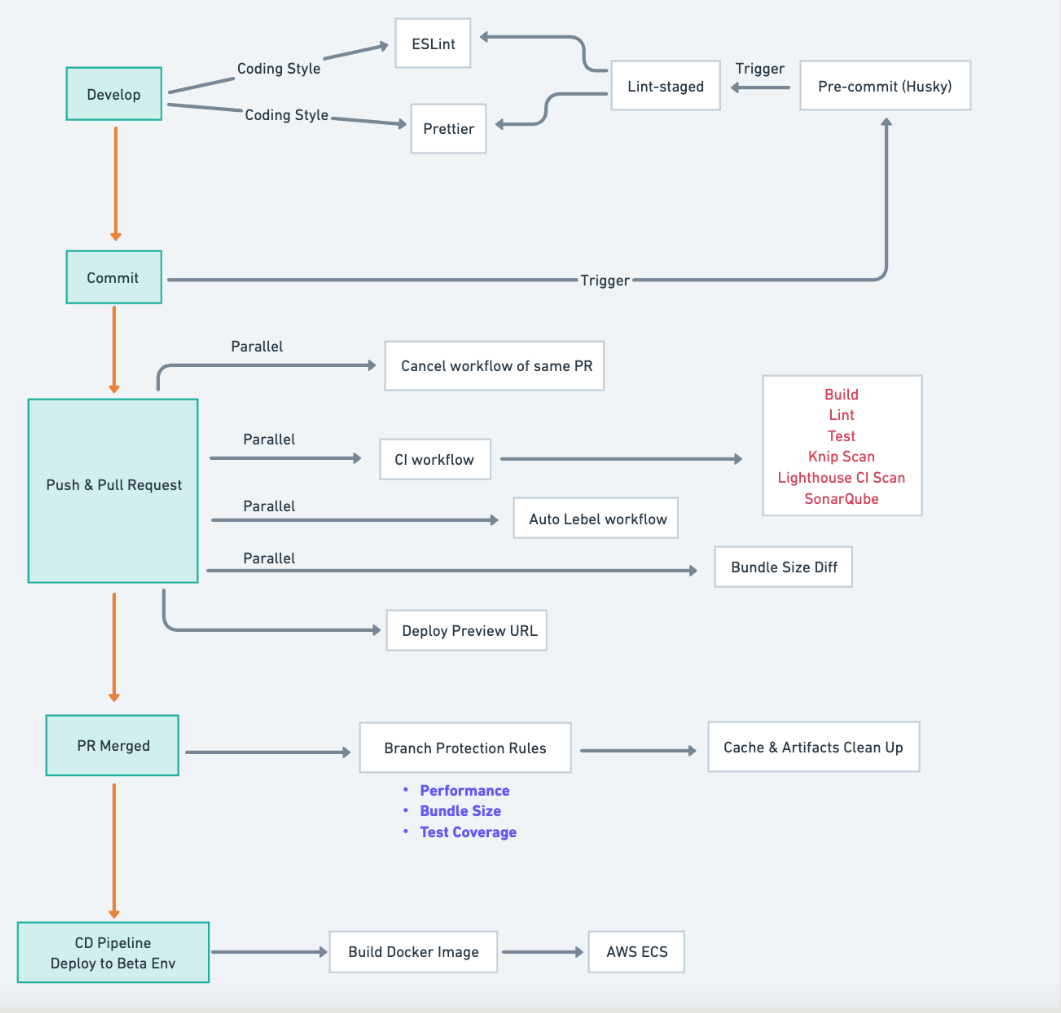 ESLint
Coding Style
Develop
Lint-staged
Trigger
Pre-commit (Husky)
Coding Style
Prettier
Commit
Trigger
Parallel
Cancel workflow of same PR
Push & Pull Request
Parallel
CI workflow
Build
Lint
Test
Knip Scan
Lighthouse CI Scan
SonarQube
Parallel
Auto Lebel workflow
Parallel
Bundle Size Diff
Deploy Preview URL
PR Merged
Branch Protection Rules
Cache & Artifacts Clean Up
• Performance
• Bundle Size
• Test Coverage
CD Pipeline
Deploy to Beta Env
Build Docker Image
AWS ECS